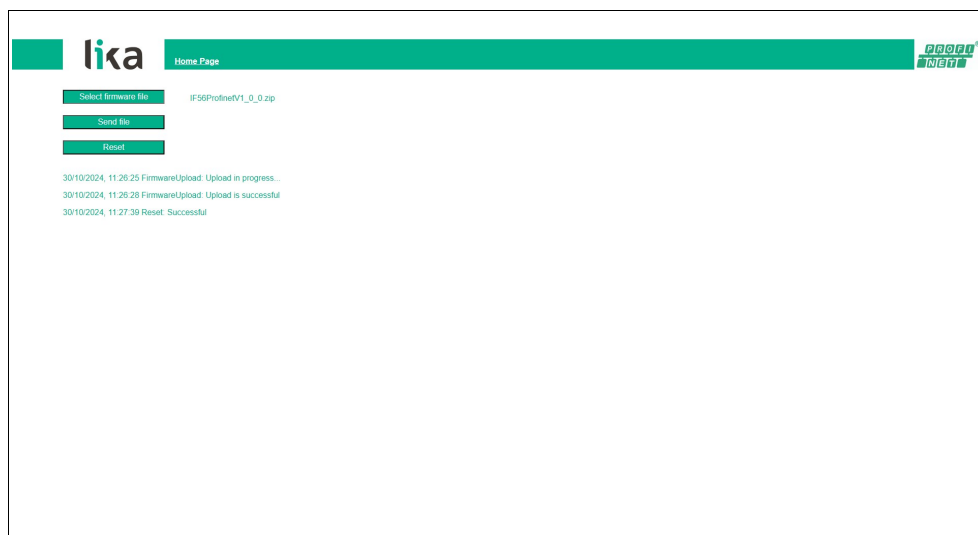 lika
Home Page
PROFI®
NET
Select firmware file
IF56ProfinetV1_0_0.zip
Send file
Reset
30/10/2024, 11:26:25 FirmwareUpload: Upload in progress...
30/10/2024, 11:26:28 FirmwareUpload: Upload is successful
30/10/2024, 11:27:39 Reset: Successful